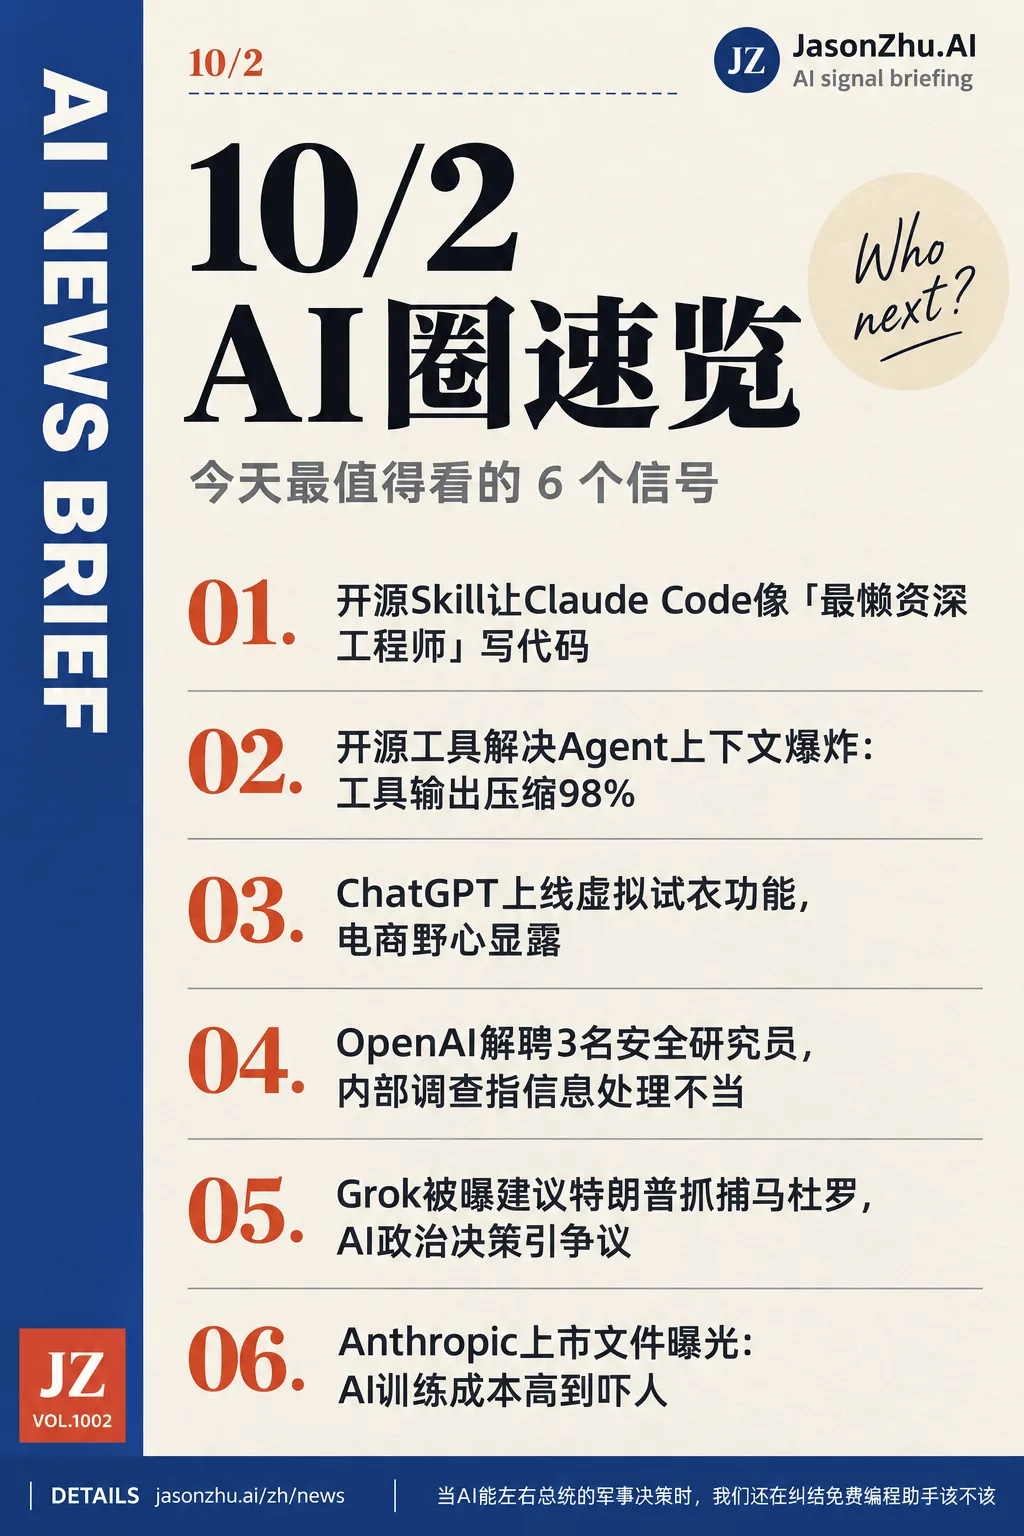 AI NEWS BRIEF
10/2
JZ
JasonZhu.AI
AI signal briefing
10/2
AI圈速览
Who
next?
今天最值得看的 6 个信号
01.
开源Skill让Claude Code像「最懒资深
工程师」写代码
02.
开源工具解决Agent上下文爆炸：
工具输出压缩98%
03.
ChatGPT上线虚拟试衣功能，
电商野心显露
04.
OpenAI解聘3名安全研究员，
内部调查指信息处理不当
05.
Grok被曝建议特朗普抓捕马杜罗，
AI政治决策引争议
06.
Anthropic上市文件曝光：
AI训练成本高到吓人
JZ
VOL.1002
DETAILS jasonzhu.ai/zh/news
当AI能左右总统的军事决策时，我们还在纠结免费编程助手该不该